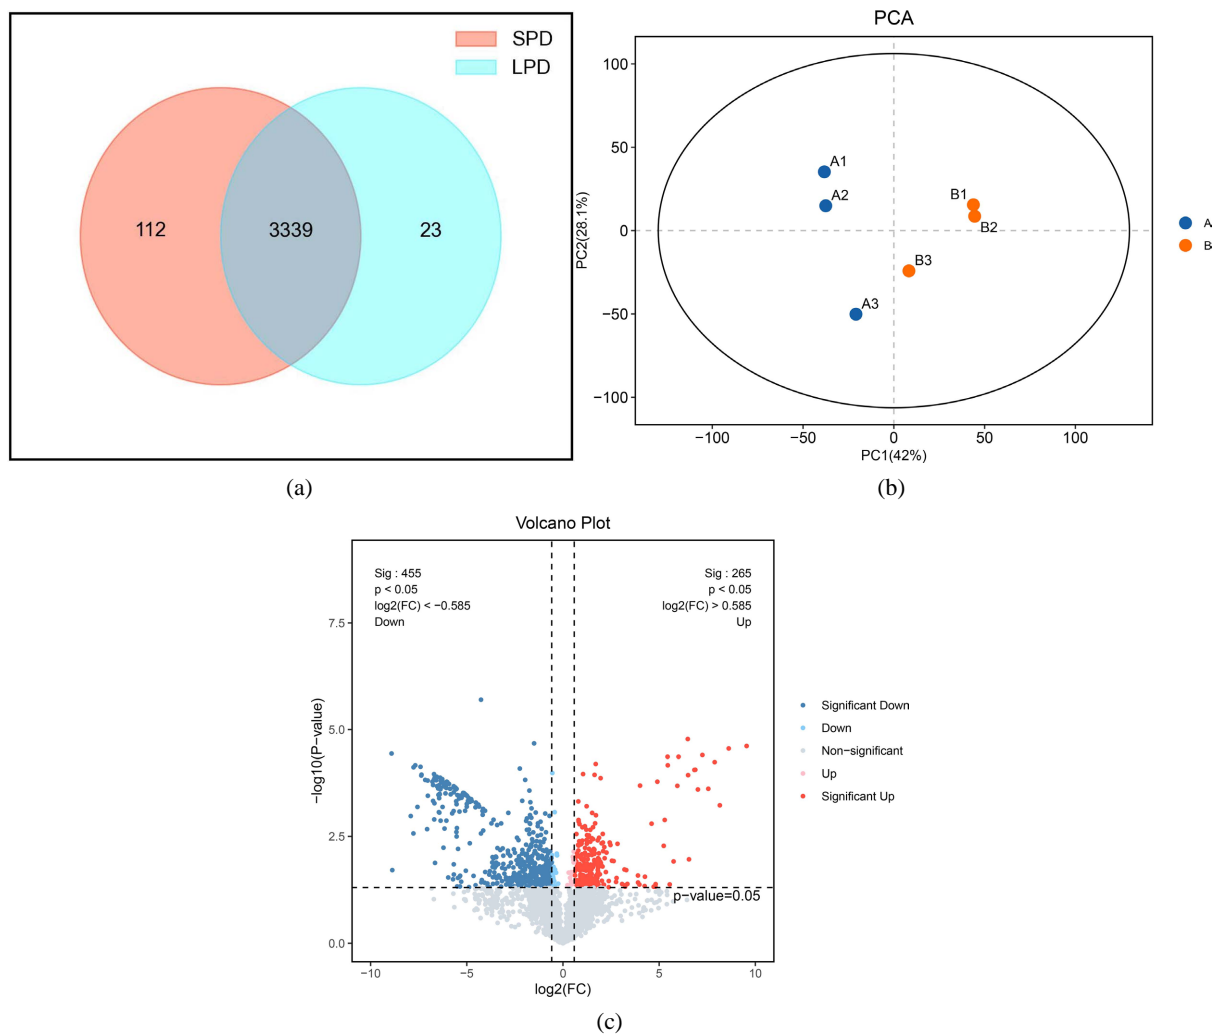 SPD
LPD
112
3339
23
(a)
PCA
PC2(28.1%)
100
50
0
−50
−100
A1
A2
A3
B1
B2
B3
−100
−50
0
50
100
PC1(42%)
A
B
(b)
Volcano Plot
Sig : 455
p < 0.05
log2(FC) < −0.585
Down
Sig : 265
p < 0.05
log2(FC) > 0.585
Up
−log10(P−value)
7.5
5.0
2.5
0.0
p−value=0.05
−10
−5
0
5
10
log2(FC)
Significant Down
Down
Non−significant
Up
Significant Up
(c)